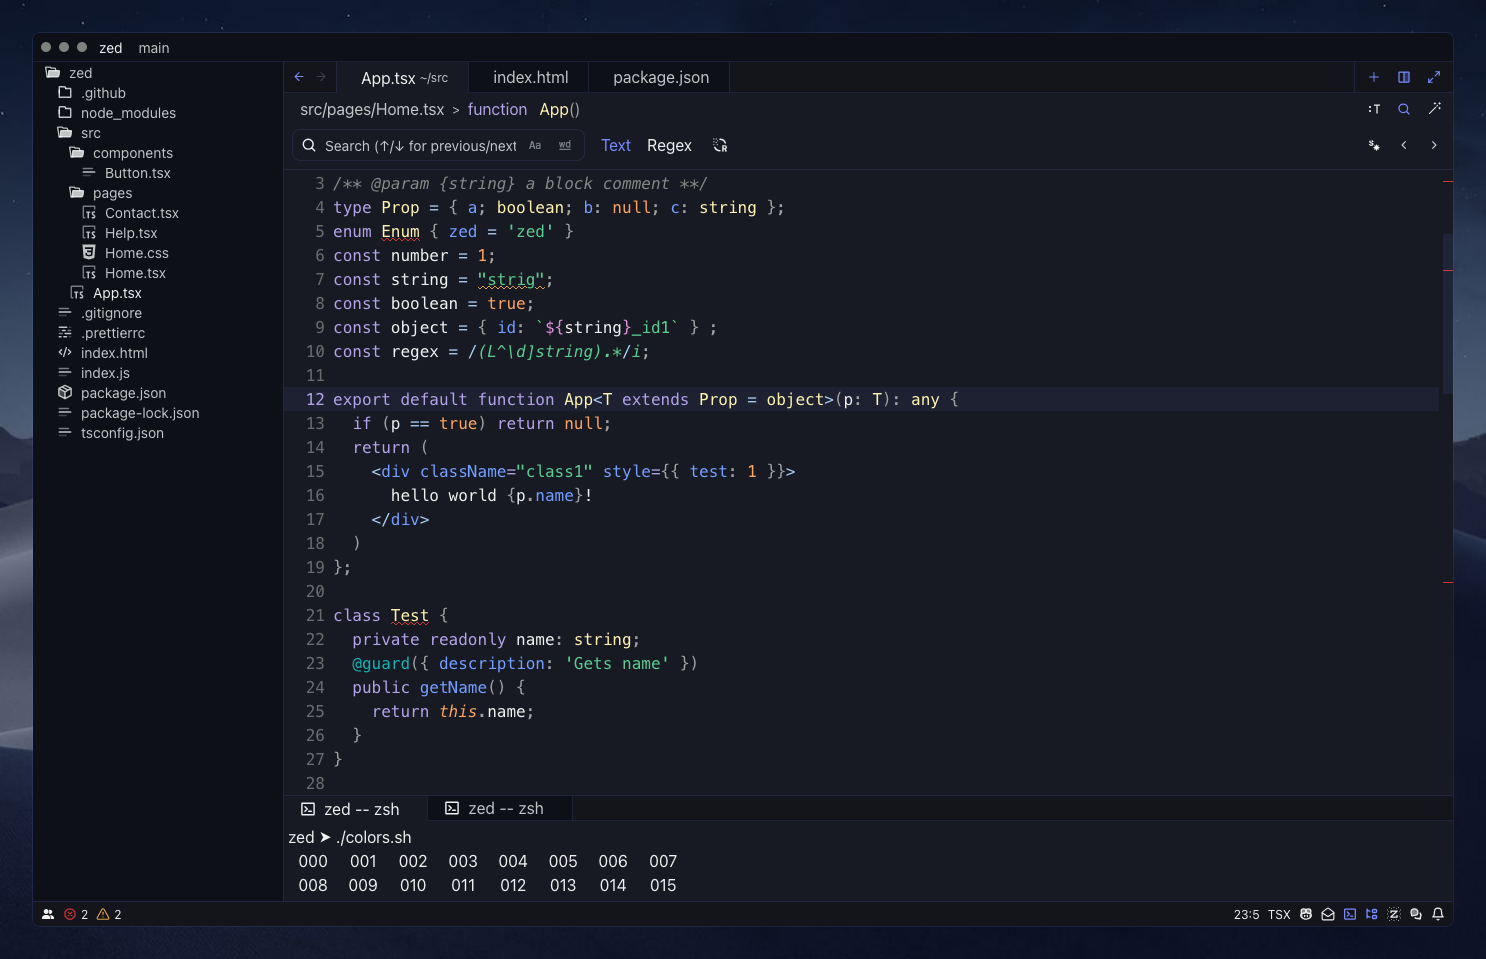 zed main
zed
.github
node_modules
src
components
Button.tsx
pages
Contact.tsx
Help.tsx
Home.css
Home.tsx
App.tsx
.gitignore
.prettierrc
index.html
index.js
package.json
package-lock.json
tsconfig.json
App.tsx ~/src index.html package.json
src/pages/Home.tsx > function App()
Search (↑/↓ for previous/next Aa wd Text Regex
3 /** @param {string} a block comment **/
4 type Prop = { a; boolean; b: null; c: string };
5 enum Enum { zed = 'zed' }
6 const number = 1;
7 const string = "strig";
8 const boolean = true;
9 const object = { id: `${string}_id1` } ;
10 const regex = /(L^\d]string).*/i;
11
12 export default function App<T extends Prop = object>(p: T): any {
13 if (p == true) return null;
14 return (
15 <div className="class1" style={{ test: 1 }}>
16 hello world {p.name}!
17 </div>
18 )
19 };
20
21 class Test {
22 private readonly name: string;
23 @guard({ description: 'Gets name' })
24 public getName() {
25 return this.name;
26 }
27 }
28
zed -- zsh zed -- zsh
zed ➤ ./colors.sh
000 001 002 003 004 005 006 007
008 009 010 011 012 013 014 015
2 2 23:5 TSX